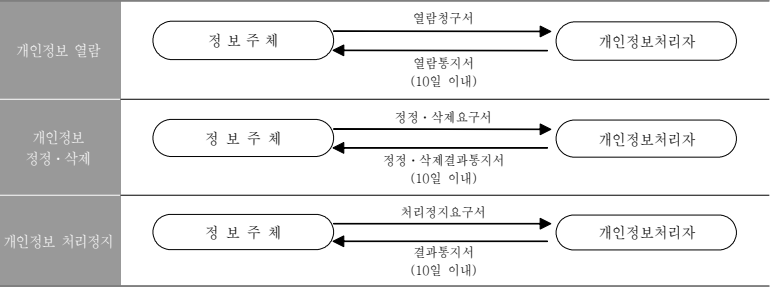 개인정보 열람
열람청구서
정 보 주 체
개인정보처리자
열람통지서
(10일 이내)
개인정보
정정·삭제
정정·삭제요구서
정 보 주 체
개인정보처리자
정정·삭제결과통지서
(10일 이내)
개인정보 처리정지
처리정지요구서
정 보 주 체
개인정보처리자
결과통지서
(10일 이내)